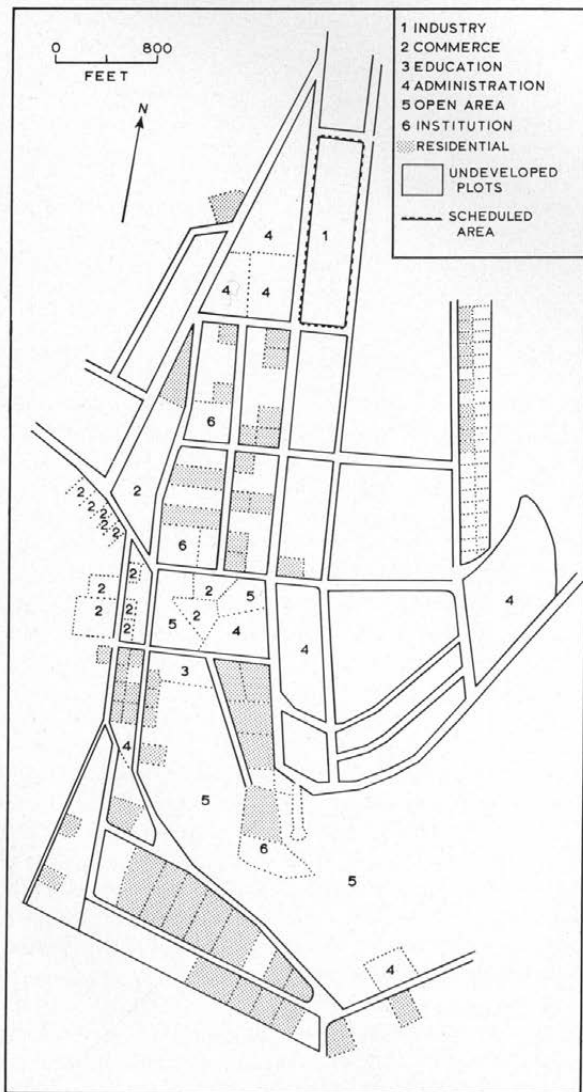 0 800
FEET
N
1 INDUSTRY
2 COMMERCE
3 EDUCATION
4 ADMINISTRATION
5 OPEN AREA
6 INSTITUTION
RESIDENTIAL
UNDEVELOPED
PLOTS
SCHEDULED
AREA
4
1
4 4
6
2
2
2
2
2
2
6
2 2 2 5
4
2 2 5 2
2 4 4
3
4
5
6
5
4